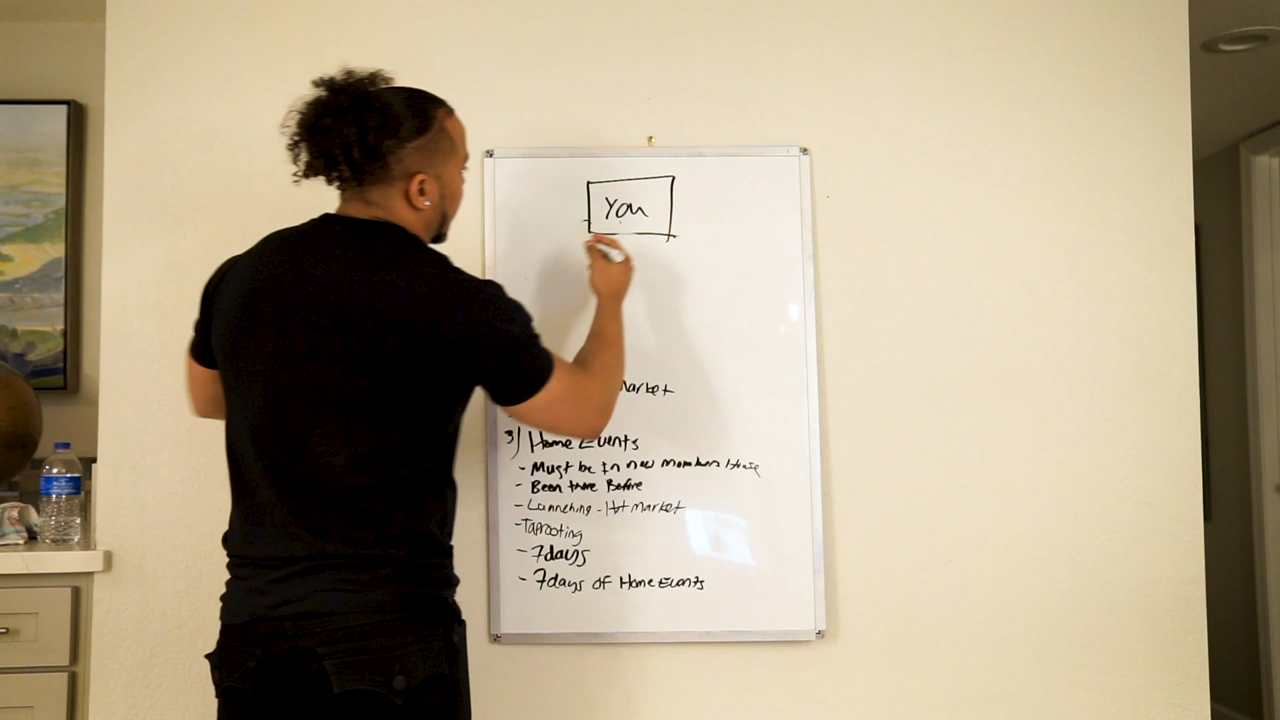 You
Market
3) Home Events
- Must be In new members House
- Been there Before
- Launching - Hot Market
- Taprooting
- 7days
- 7days of Home Events